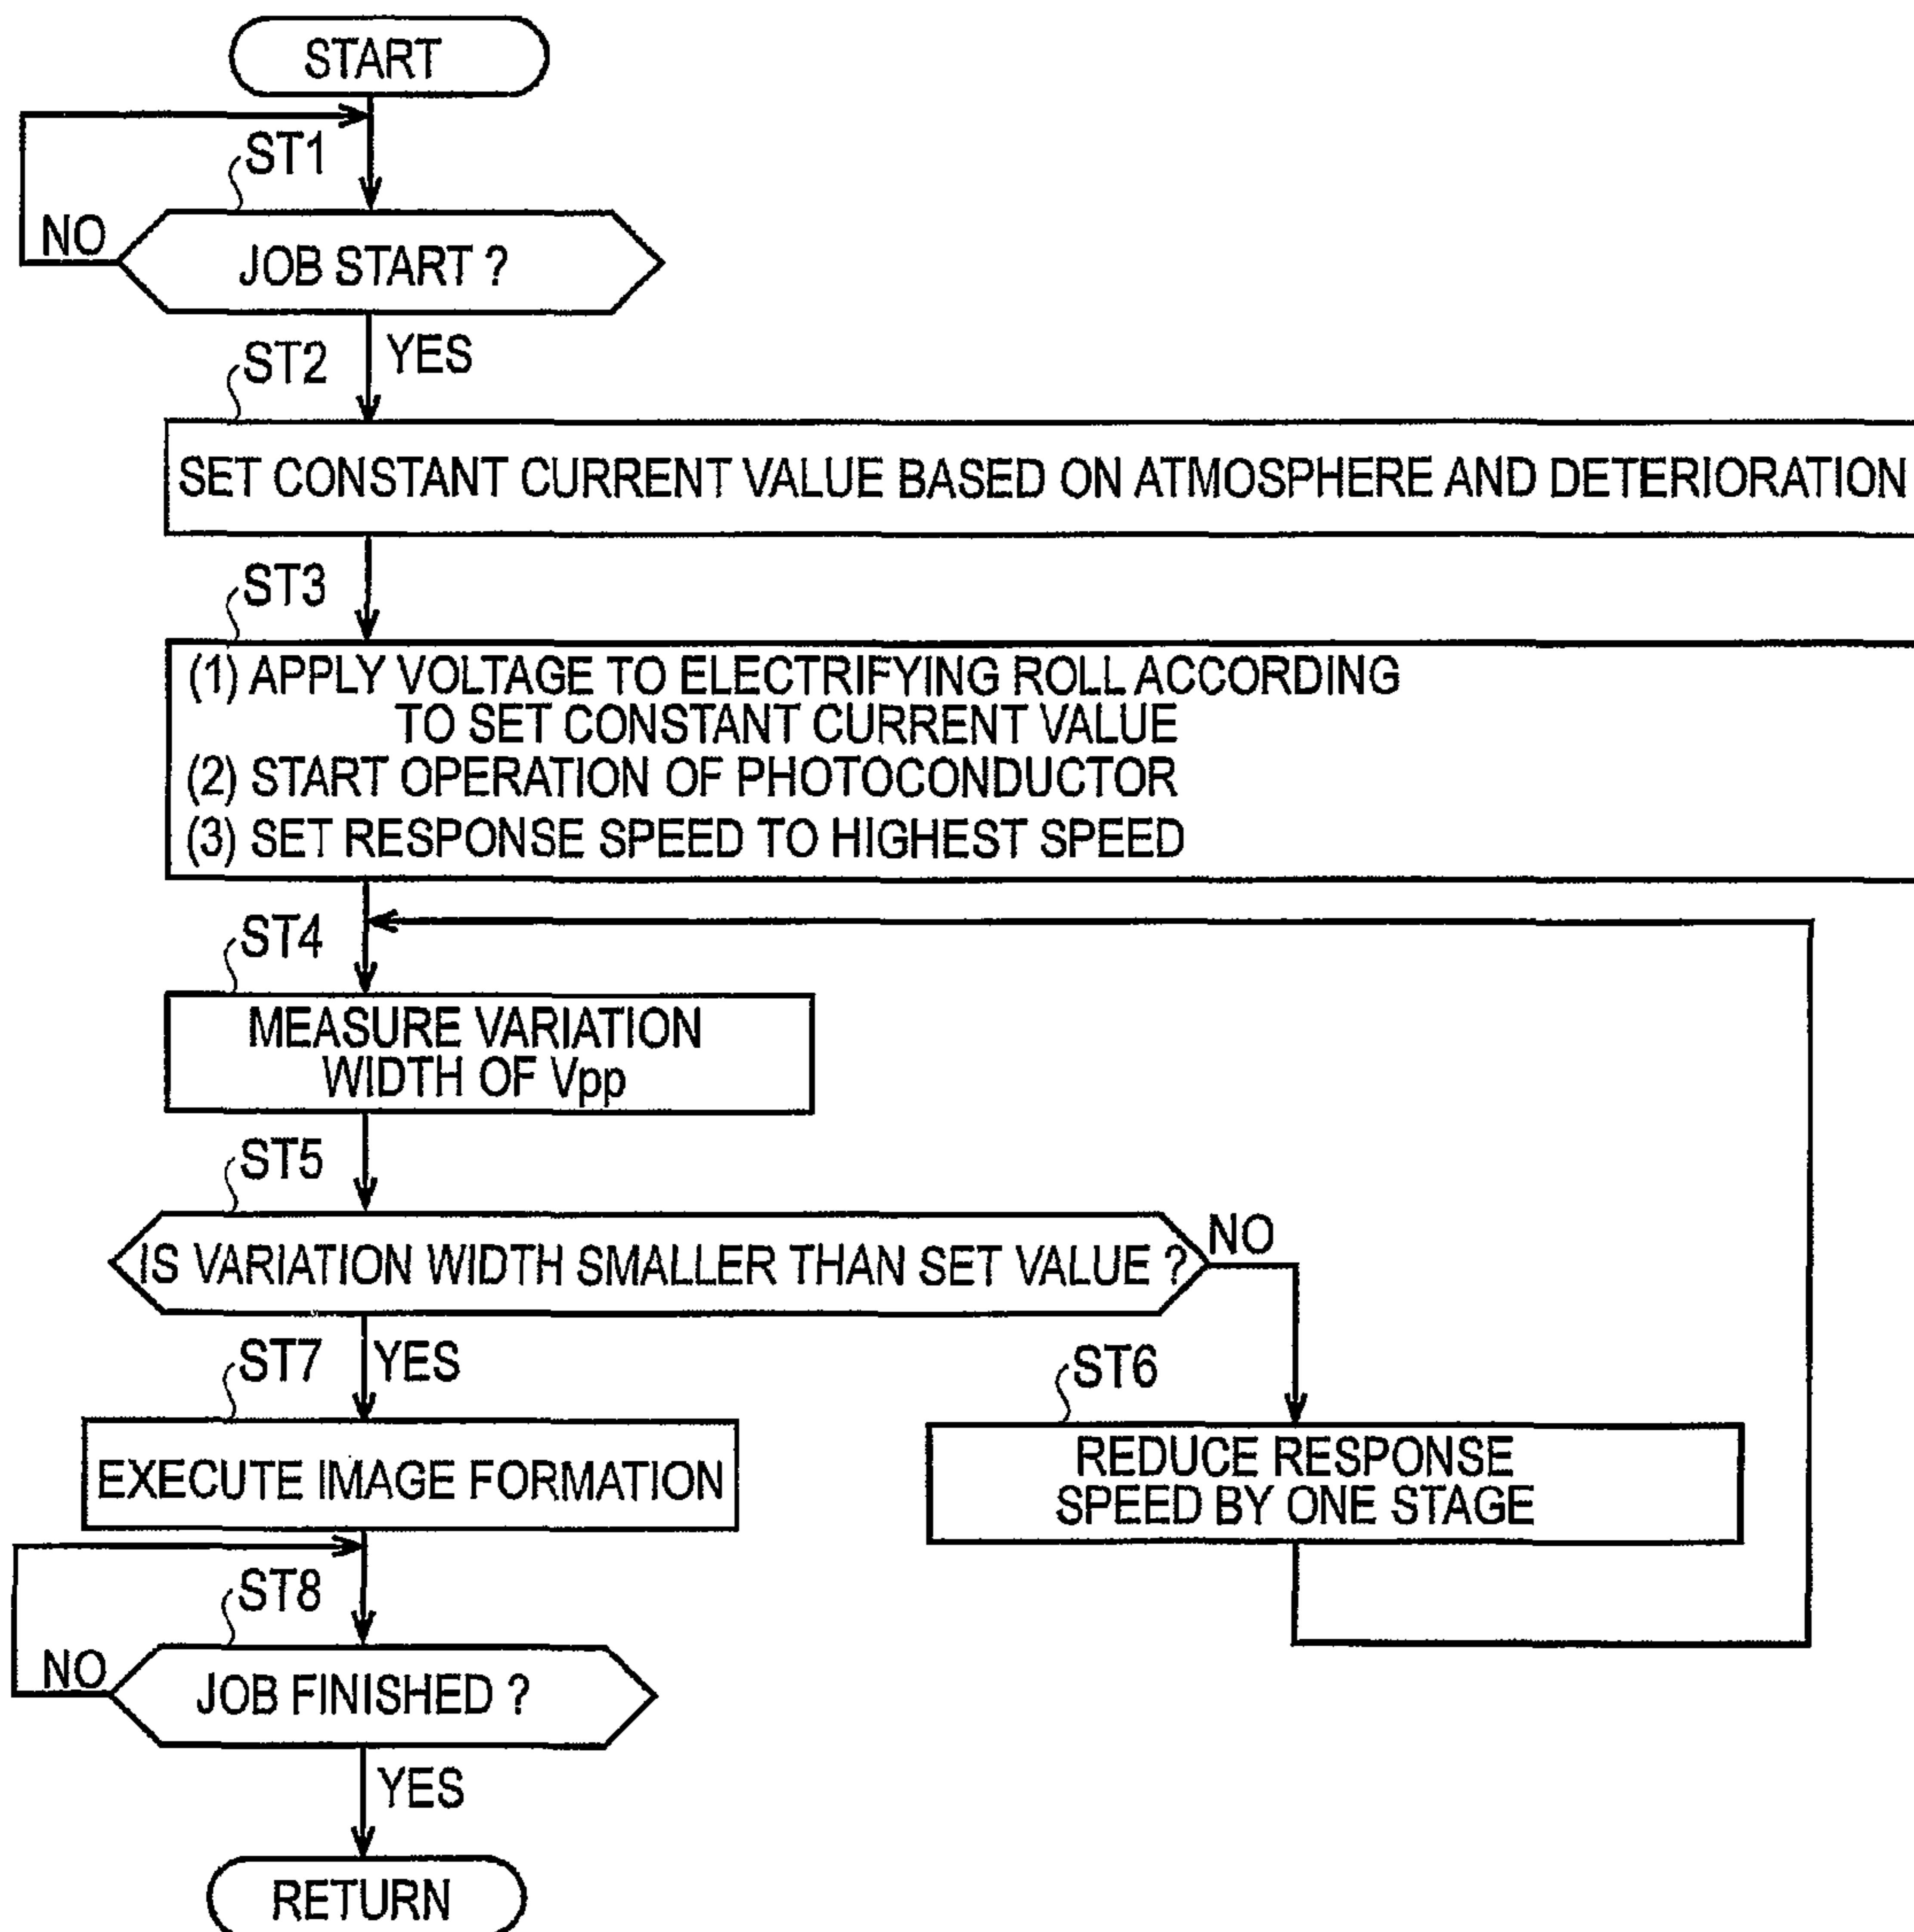 START
ST1
NO
JOB START ?
ST2
YES
SET CONSTANT CURRENT VALUE BASED ON ATMOSPHERE AND DETERIORATION
ST3
(1) APPLY VOLTAGE TO ELECTRIFYING ROLL ACCORDING
TO SET CONSTANT CURRENT VALUE
(2) START OPERATION OF PHOTOCONDUCTOR
(3) SET RESPONSE SPEED TO HIGHEST SPEED
ST4
MEASURE VARIATION
WIDTH OF Vpp
ST5
IS VARIATION WIDTH SMALLER THAN SET VALUE ?
NO
ST7
YES
ST6
EXECUTE IMAGE FORMATION
REDUCE RESPONSE
SPEED BY ONE STAGE
ST8
NO
JOB FINISHED ?
YES
RETURN